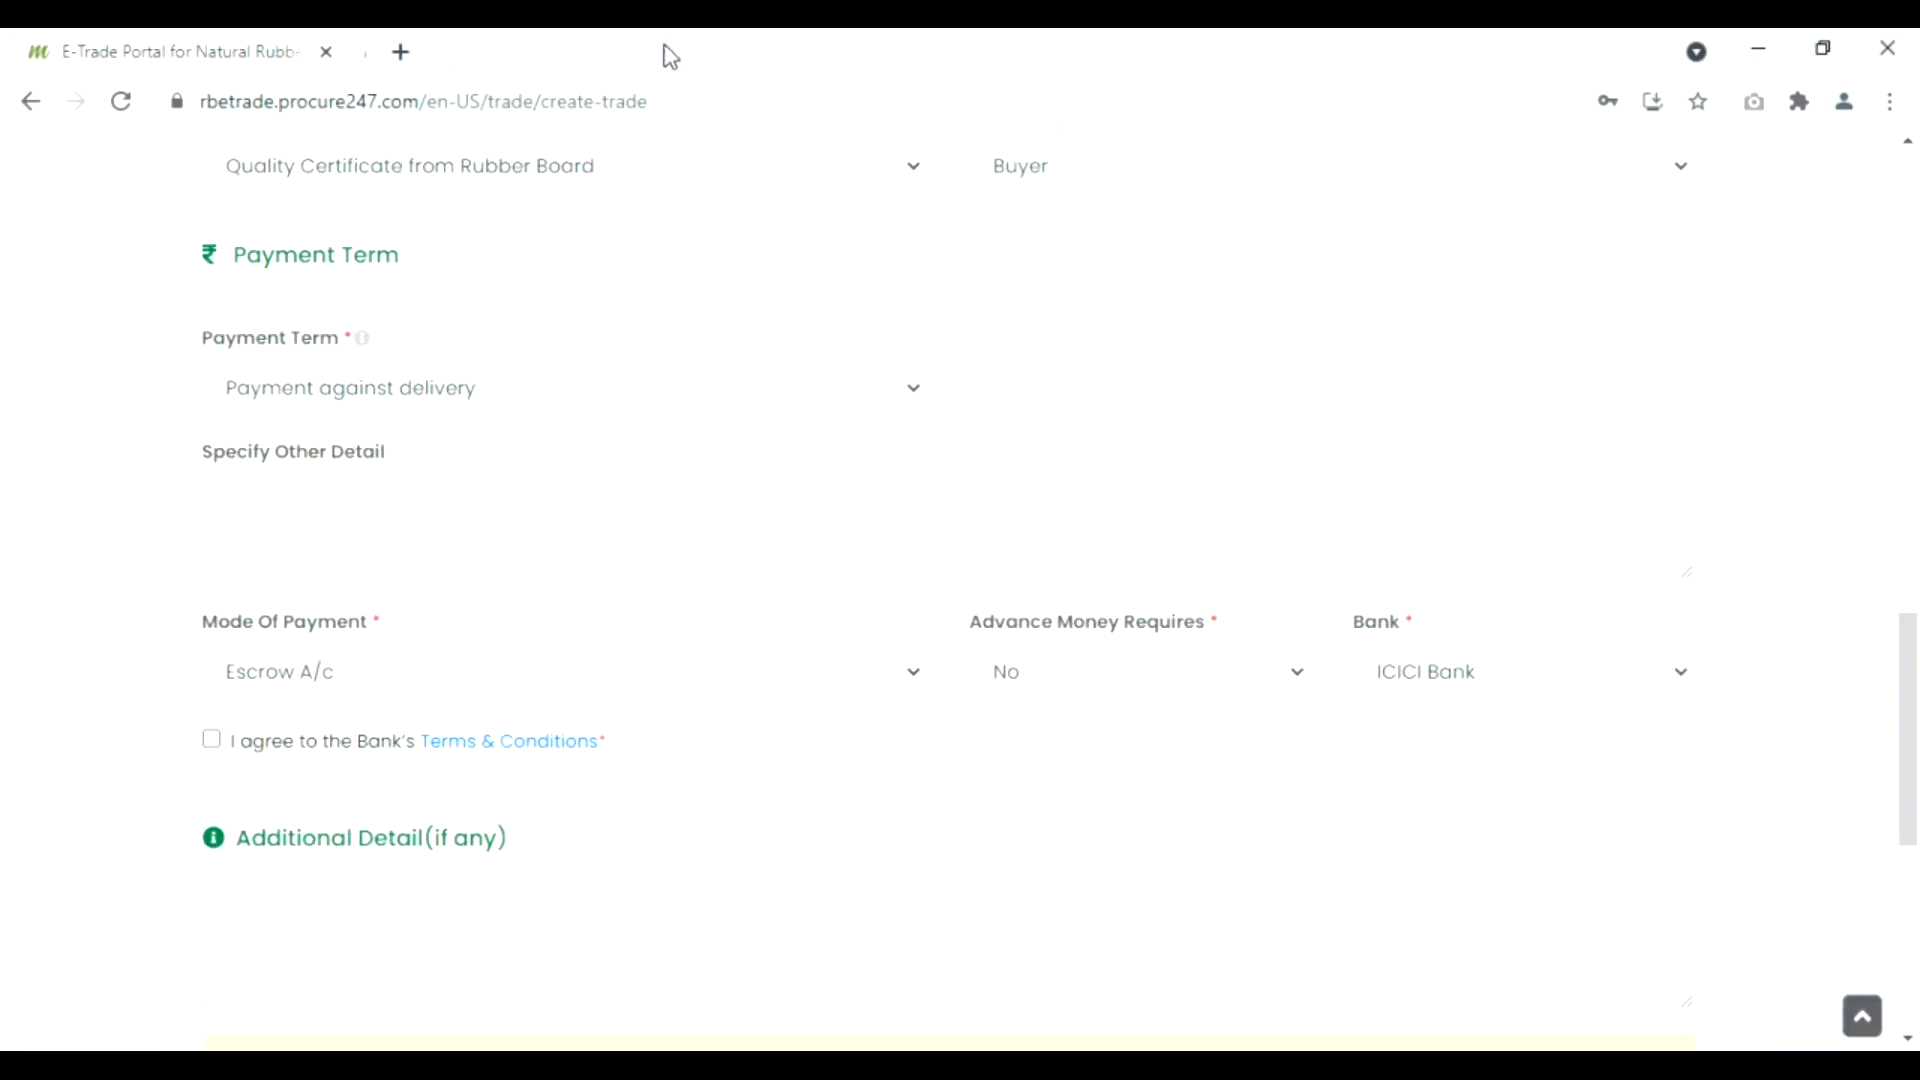 E-Trade Portal for Natural Rubb
rbetrade.procure247.com/en-US/trade/create-trade
Quality Certificate from Rubber Board
Buyer
₹ Payment Term
Payment Term *
Payment against delivery
Specify Other Detail
Mode Of Payment *
Advance Money Requires *
Bank *
Escrow A/c
No
ICICI Bank
I agree to the Bank's Terms & Conditions*
Additional Detail(if any)